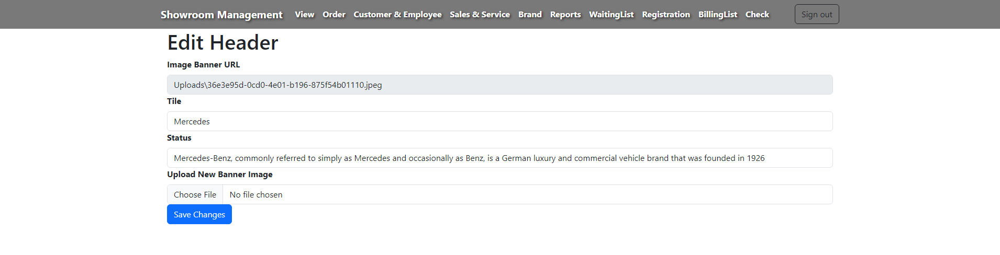 Showroom Management View Order Customer & Employee Sales & Service Brand Reports WaitingList Registration BillingList Check Sign out
Edit Header
Image Banner URL
Uploads\36e3e95d-0cd0-4e01-b196-875f54b01110.jpeg
Tile
Mercedes
Status
Mercedes-Benz, commonly referred to simply as Mercedes and occasionally as Benz, is a German luxury and commercial vehicle brand that was founded in 1926
Upload New Banner Image
Choose File No file chosen
Save Changes